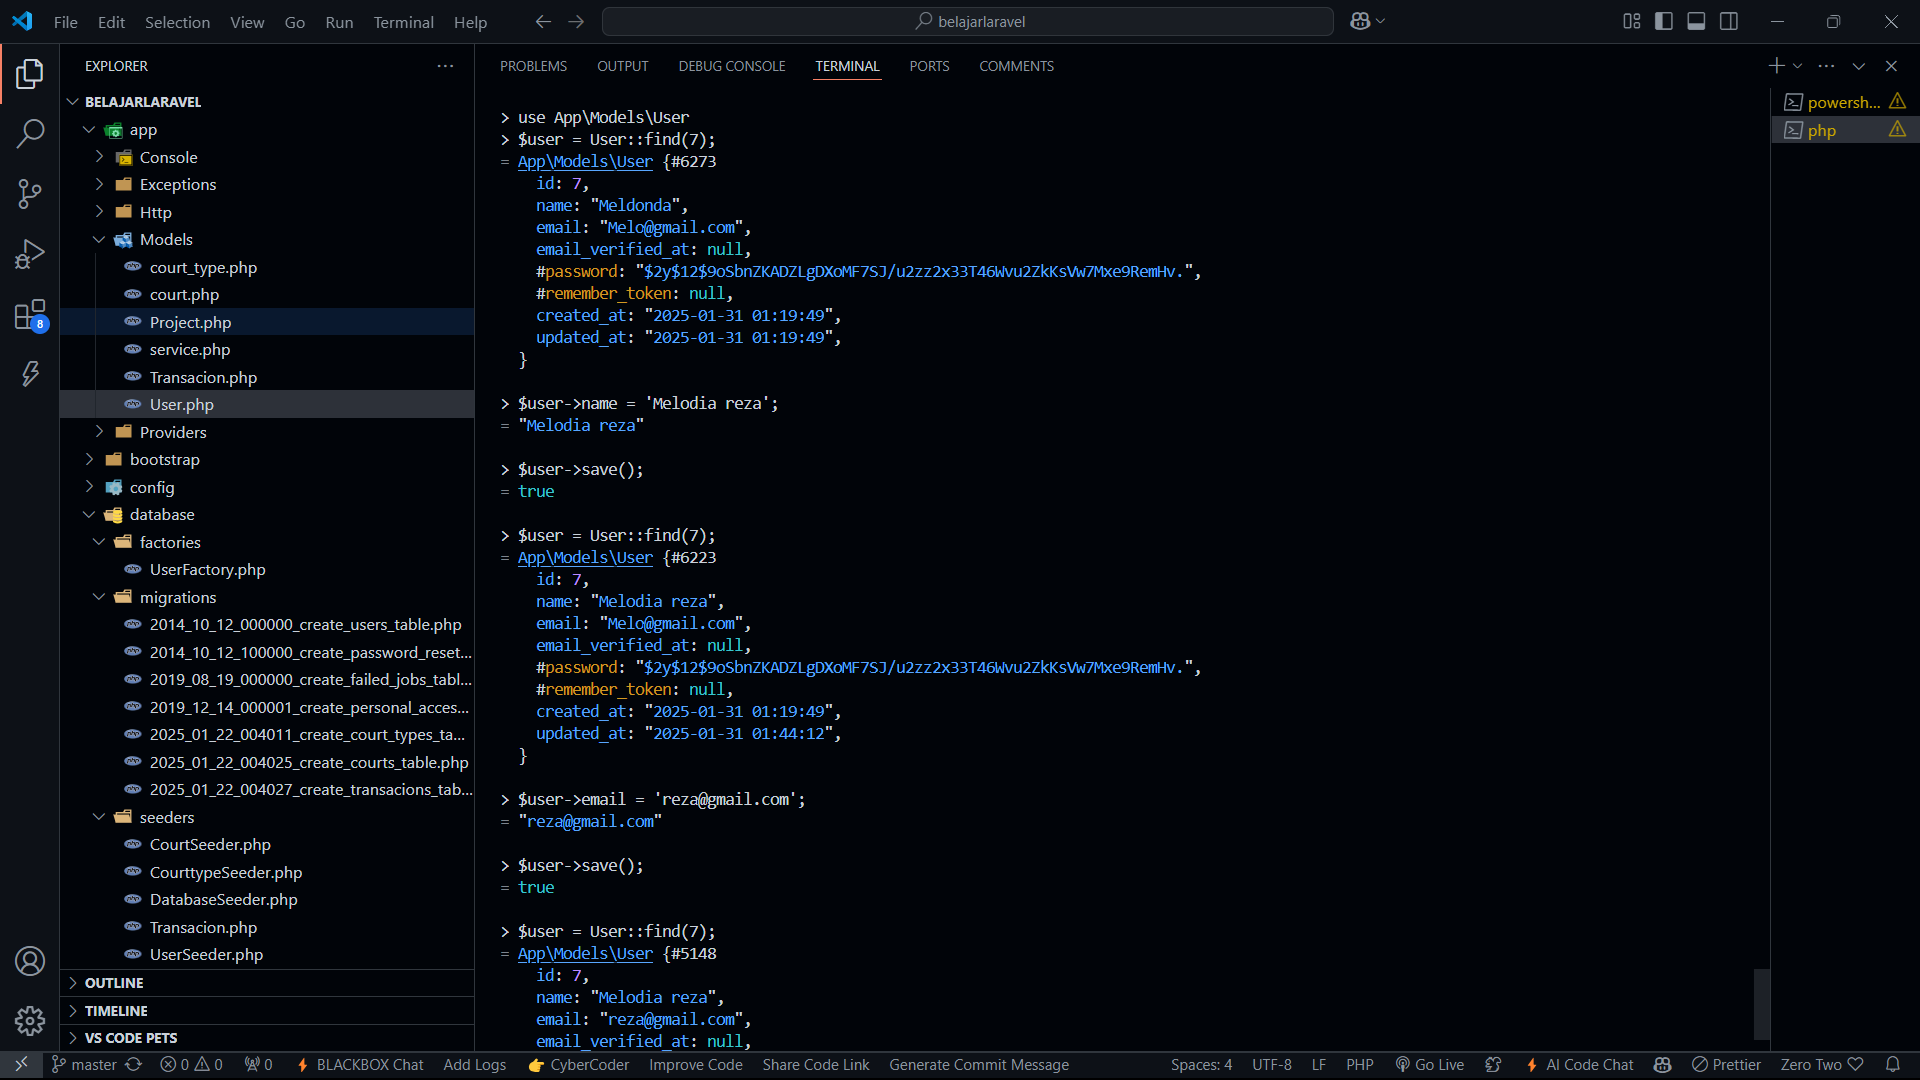 File Edit Selection View Go Run Terminal Help
belajarlaravel
EXPLORER
BELAJARLARAVEL
app
Console
Exceptions
Http
Models
court_type.php
court.php
Project.php
service.php
Transacion.php
User.php
Providers
bootstrap
config
database
factories
UserFactory.php
migrations
2014_10_12_000000_create_users_table.php
2014_10_12_100000_create_password_reset...
2019_08_19_000000_create_failed_jobs_tabl...
2019_12_14_000001_create_personal_acces...
2025_01_22_004011_create_court_types_ta...
2025_01_22_004025_create_courts_table.php
2025_01_22_004027_create_transacions_tab...
seeders
CourtSeeder.php
CourttypeSeeder.php
DatabaseSeeder.php
Transacion.php
UserSeeder.php
OUTLINE
TIMELINE
VS CODE PETS
8
PROBLEMS OUTPUT DEBUG CONSOLE TERMINAL PORTS COMMENTS
> use App\Models\User
> $user = User::find(7);
= App\Models\User {#6273
id: 7,
name: "Meldonda",
email: "Melo@gmail.com",
email_verified_at: null,
#password: "$2y$12$9oSbnZKADZLgDXoMF7SJ/u2zz2x33T46Wvu2ZkKsVw7Mxe9RemHv.",
#remember_token: null,
created_at: "2025-01-31 01:19:49",
updated_at: "2025-01-31 01:19:49",
}
> $user->name = 'Melodia reza';
= "Melodia reza"
> $user->save();
= true
> $user = User::find(7);
= App\Models\User {#6223
id: 7,
name: "Melodia reza",
email: "Melo@gmail.com",
email_verified_at: null,
#password: "$2y$12$9oSbnZKADZLgDXoMF7SJ/u2zz2x33T46Wvu2ZkKsVw7Mxe9RemHv.",
#remember_token: null,
created_at: "2025-01-31 01:19:49",
updated_at: "2025-01-31 01:44:12",
}
> $user->email = 'reza@gmail.com';
= "reza@gmail.com"
> $user->save();
= true
> $user = User::find(7);
= App\Models\User {#5148
id: 7,
name: "Melodia reza",
email: "reza@gmail.com",
email_verified_at: null,
powersh...
php
master 0 0 0 BLACKBOX Chat Add Logs CyberCoder Improve Code Share Code Link Generate Commit Message Spaces: 4 UTF-8 LF PHP Go Live AI Code Chat Prettier Zero Two